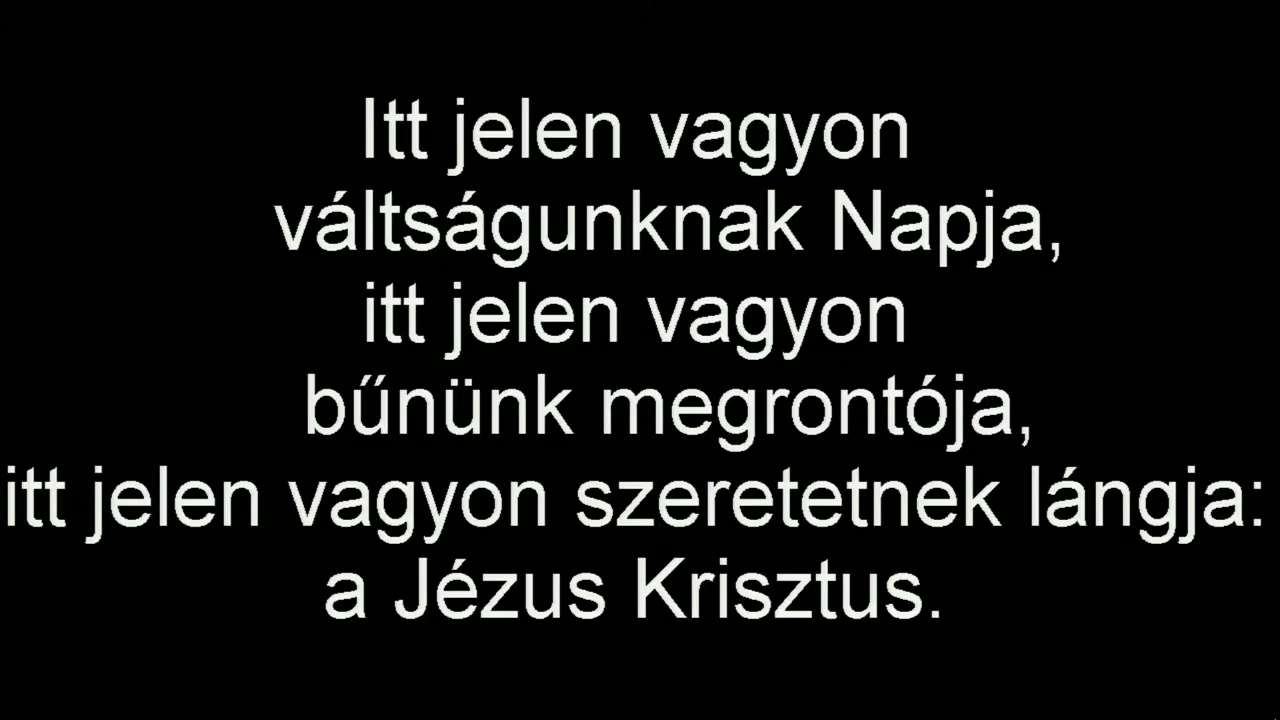 Itt jelen vagyon
váltságunknak Napja,
itt jelen vagyon
bűnünk megrontója,
itt jelen vagyon szeretetnek lángja:
a Jézus Krisztus.